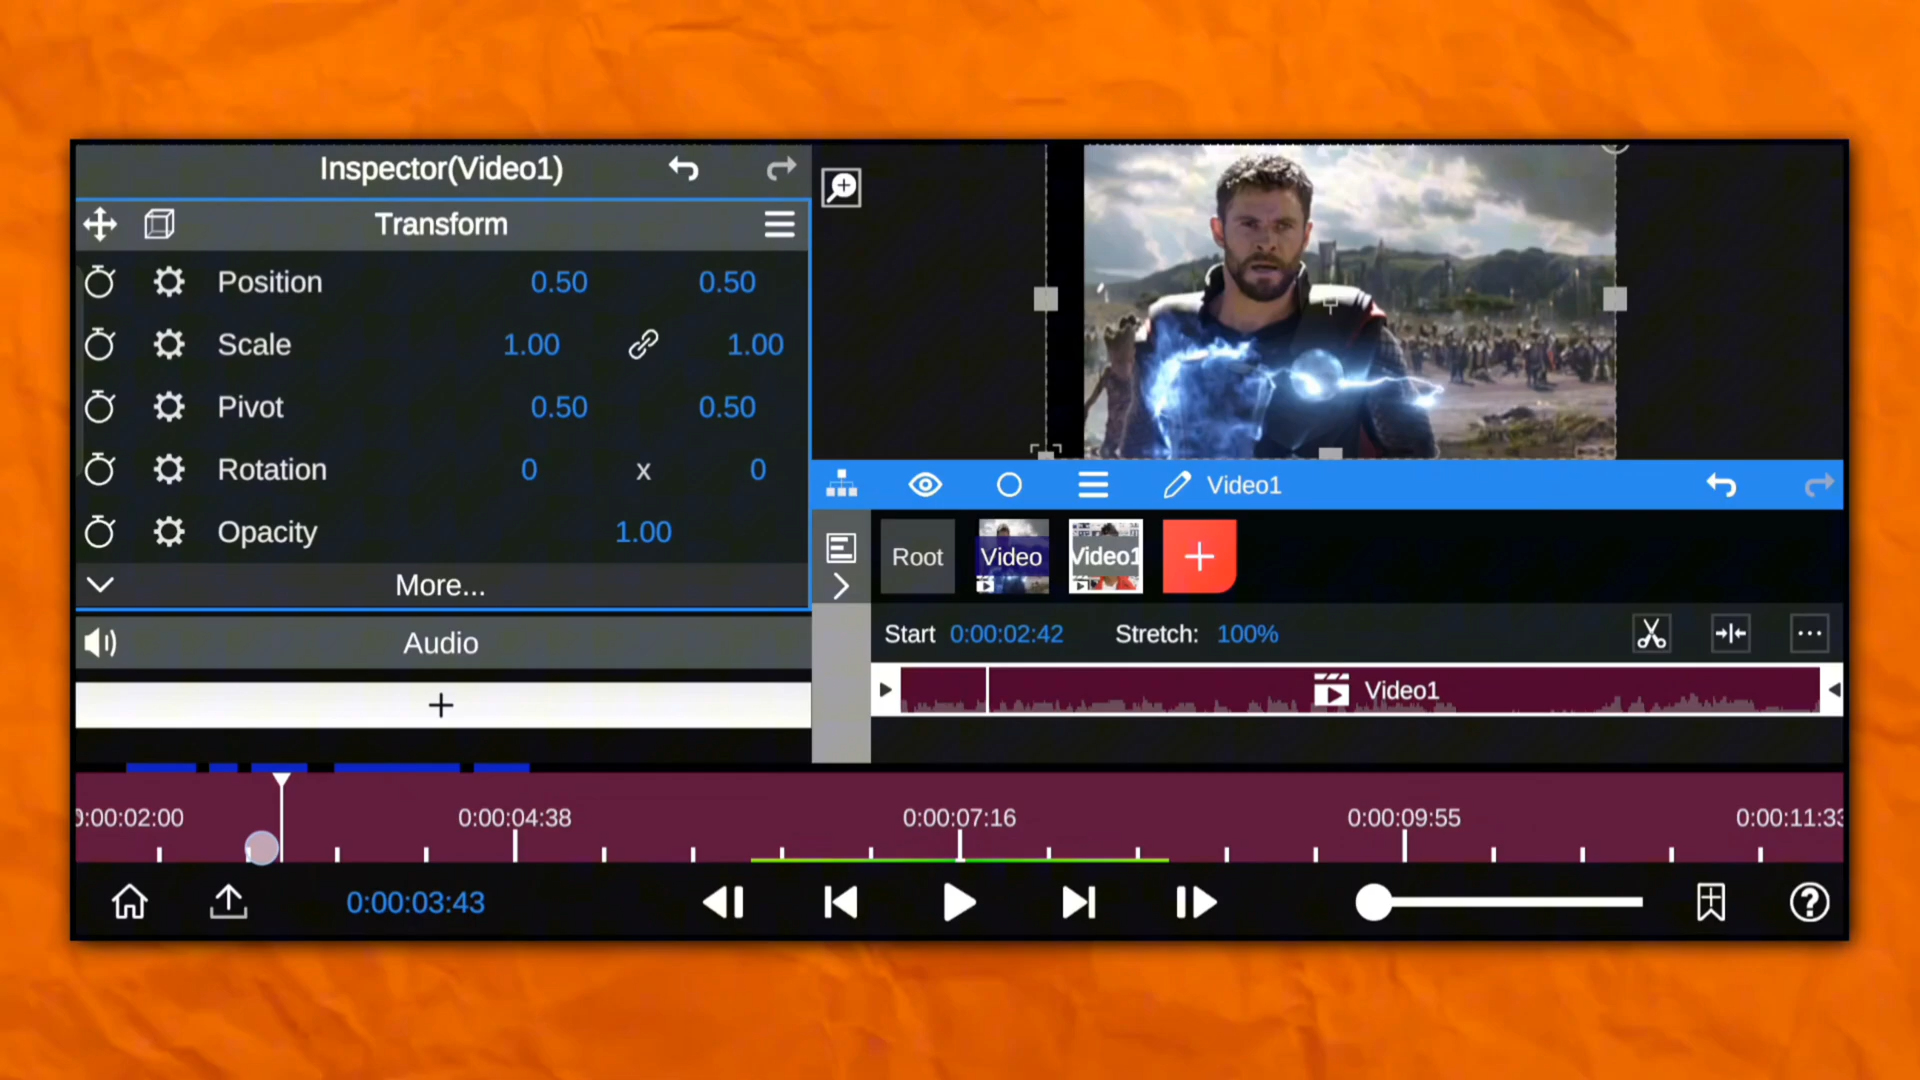 Inspector(Video1)
Transform
Position 0.50 0.50
Scale 1.00 1.00
Pivot 0.50 0.50
Rotation 0 x 0
Opacity 1.00
More...
Audio
Video1
Root Video Video1
Start 0:00:02:42 Stretch: 100%
Video1
0:00:02:00 0:00:04:38 0:00:07:16 0:00:09:55 0:00:11:33
0:00:03:43